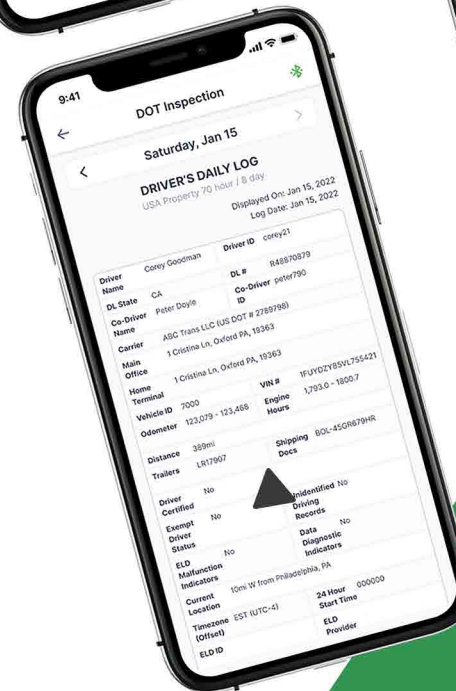 9:41
DOT Inspection
Saturday, Jan 15
DRIVER'S DAILY LOG
USA Property 70 hour / 8 day
Displayed On: Jan 15, 2022
Log Date: Jan 15, 2022
Driver Name Corey Goodman Driver ID corey21
DL State CA DL # R48870879
Co-Driver Name Peter Doyle Co-Driver ID peter790
Carrier ABC Trans LLC (US DOT # 2789798)
Main Office 1 Cristina Ln, Oxford PA, 19363
Home Terminal 1 Cristina Ln, Oxford PA, 19363
Vehicle ID 7000 VIN # 1FUYDZYB5VL755421
Odometer 123,079 - 123,468 Engine Hours 1,793.0 - 1800.7
Distance 389mi
Trailers LR17907 Shipping Docs BOL-45GR679HR
Driver Certified No Unidentified Driving Records No
Exempt Driver Status No
ELD Malfunction Indicators No Data Diagnostic Indicators No
Current Location 10mi W from Philadelphia, PA
Timezone (Offset) EST (UTC-4) 24 Hour Start Time 000000
ELD ID ELD Provider